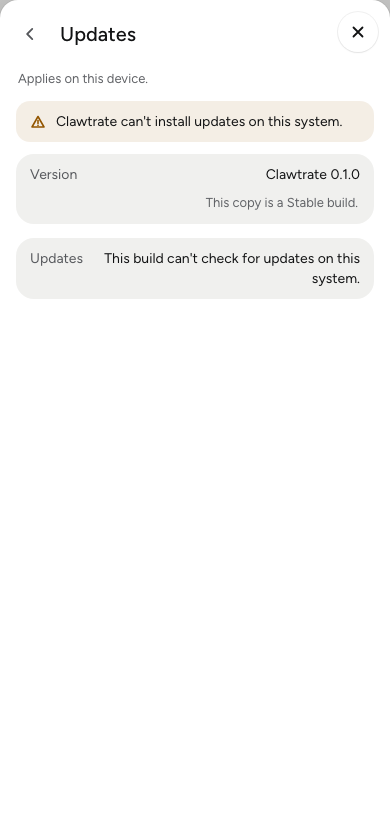 Updates
Applies on this device.
Clawtrate can't install updates on this system.
Version
Clawtrate 0.1.0
This copy is a Stable build.
Updates
This build can't check for updates on this
system.